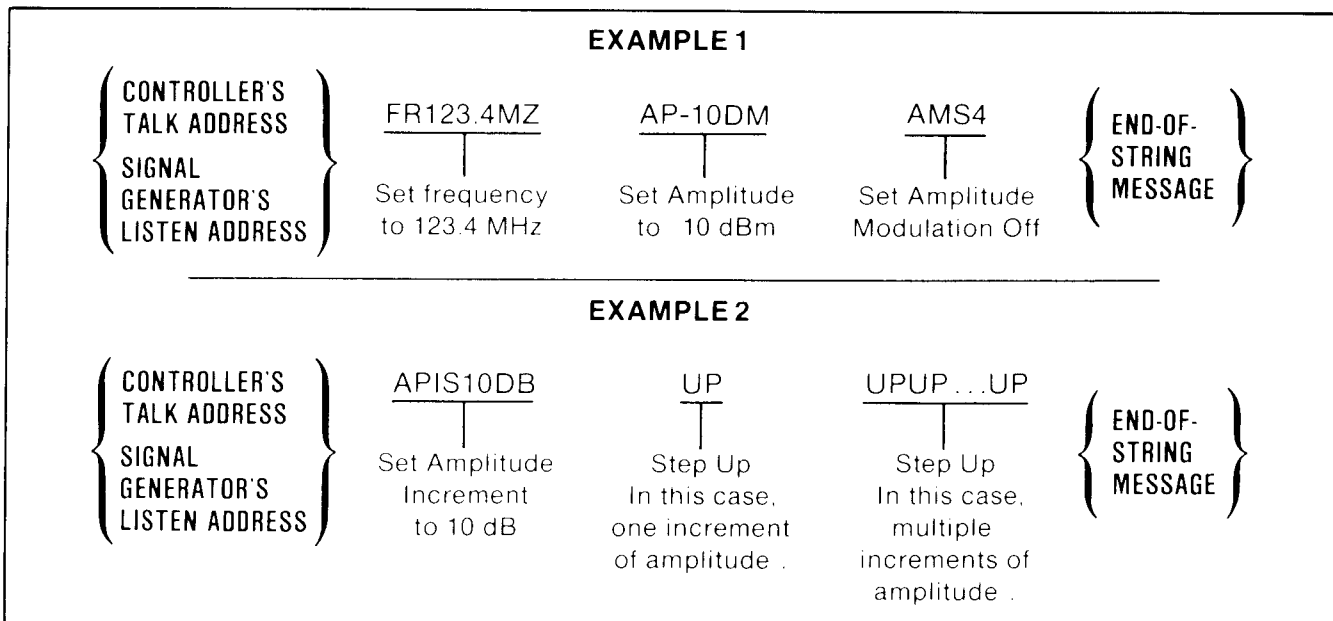 EXAMPLE 1
CONTROLLER'S
TALK ADDRESS
SIGNAL
GENERATOR'S
LISTEN ADDRESS
FR123.4MZ
Set frequency
to 123.4 MHz
AP-10DM
Set Amplitude
to 10 dBm
AMS4
Set Amplitude
Modulation Off
END-OF-
STRING
MESSAGE
EXAMPLE 2
CONTROLLER'S
TALK ADDRESS
SIGNAL
GENERATOR'S
LISTEN ADDRESS
APIS10DB
Set Amplitude
Increment
to 10 dB
UP
Step Up
In this case,
one increment
of amplitude .
UPUP...UP
Step Up
In this case,
multiple
increments of
amplitude .
END-OF-
STRING
MESSAGE